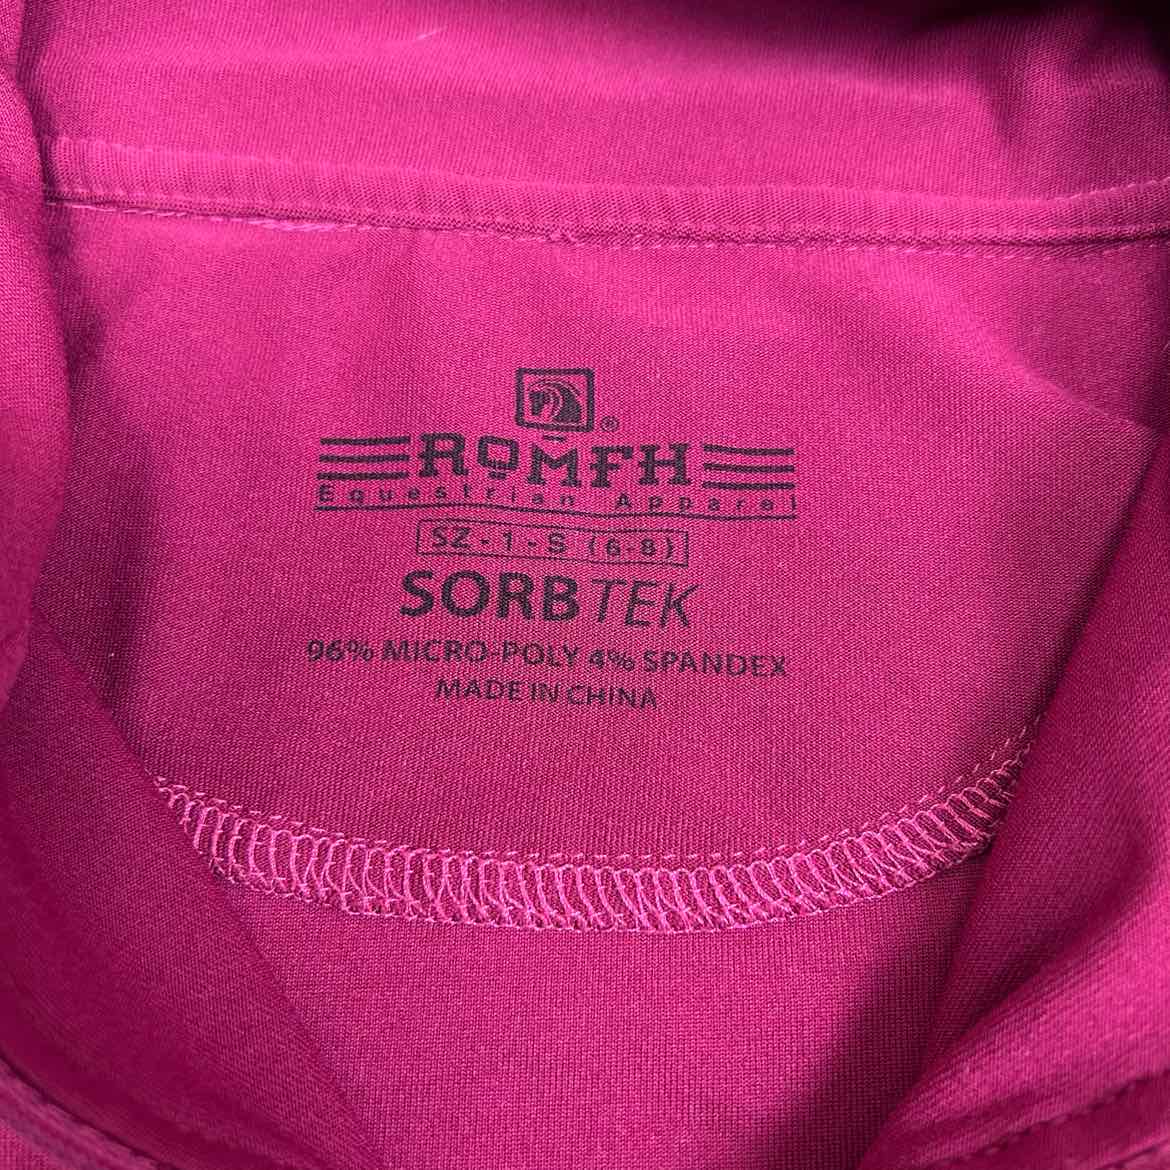 ®
ROMFH
Equestrian Apparel
SZ-1-S (6-8)
SORBTEK
96% MICRO-POLY 4% SPANDEX
MADE IN CHINA